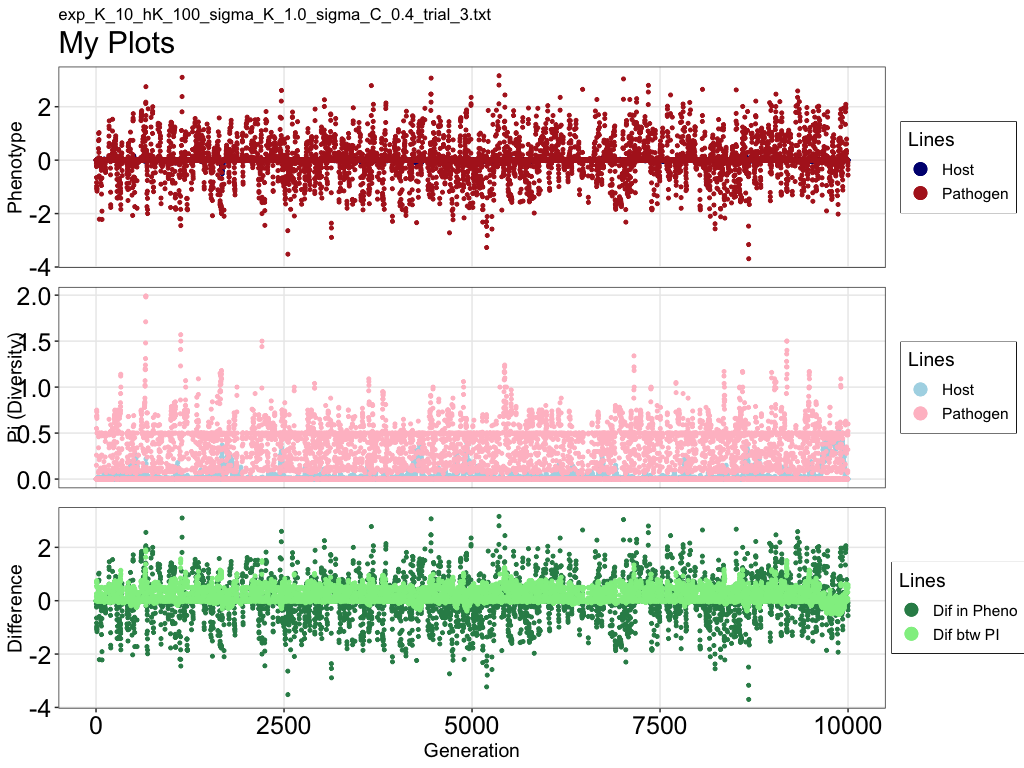 exp_K_10_hK_100_sigma_K_1.0_sigma_C_0.4_trial_3.txt
My Plots
Phenotype
2
0
-2
-4
Lines
Host
Pathogen
Pi (Diversity)
2.0
1.5
1.0
0.5
0.0
Lines
Host
Pathogen
Difference
2
0
-2
-4
Lines
Dif in Pheno
Dif btw PI
0 2500 5000 7500 10000
Generation